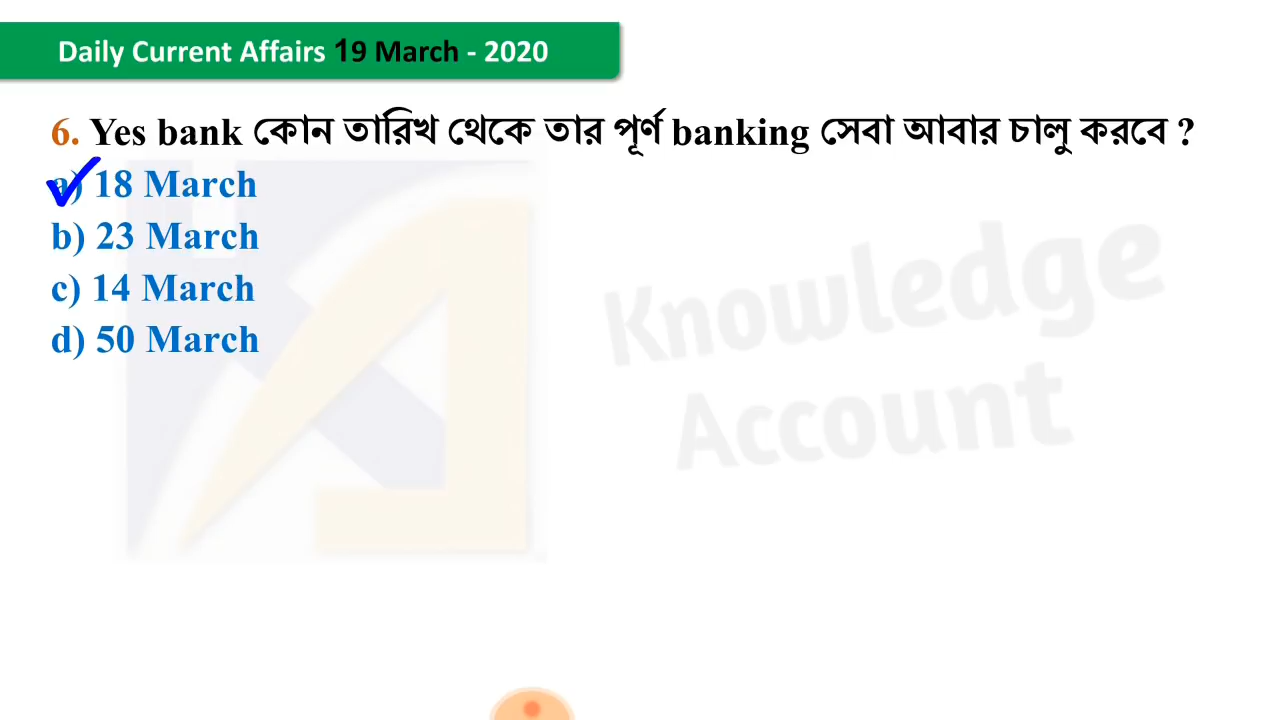 Daily Current Affairs 19 March - 2020
6. Yes bank কোন তারিখ থেকে তার পূর্ণ banking সেবা আবার চালু করবে ?
a) 18 March
b) 23 March
c) 14 March
d) 50 March
Knowledge
Account